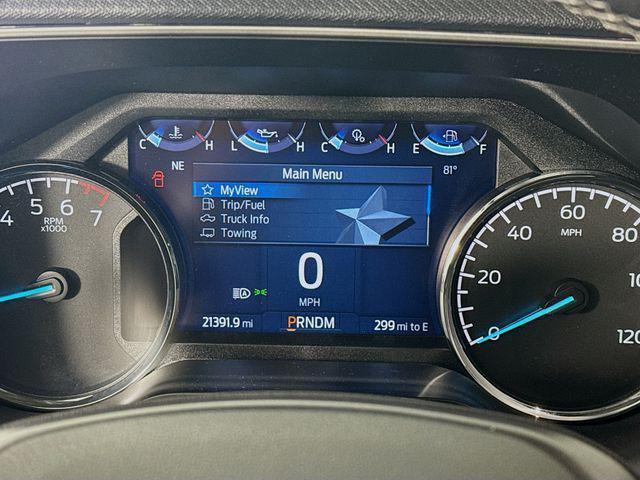 C H L H C H E F
NE
Main Menu
81°
MyView
Trip/Fuel
Truck Info
Towing
0
MPH
A
21391.9 mi PRNDM 299 mi to E
4 5 6 7
RPM
x1000
0 20 40 60 80 10 120
MPH